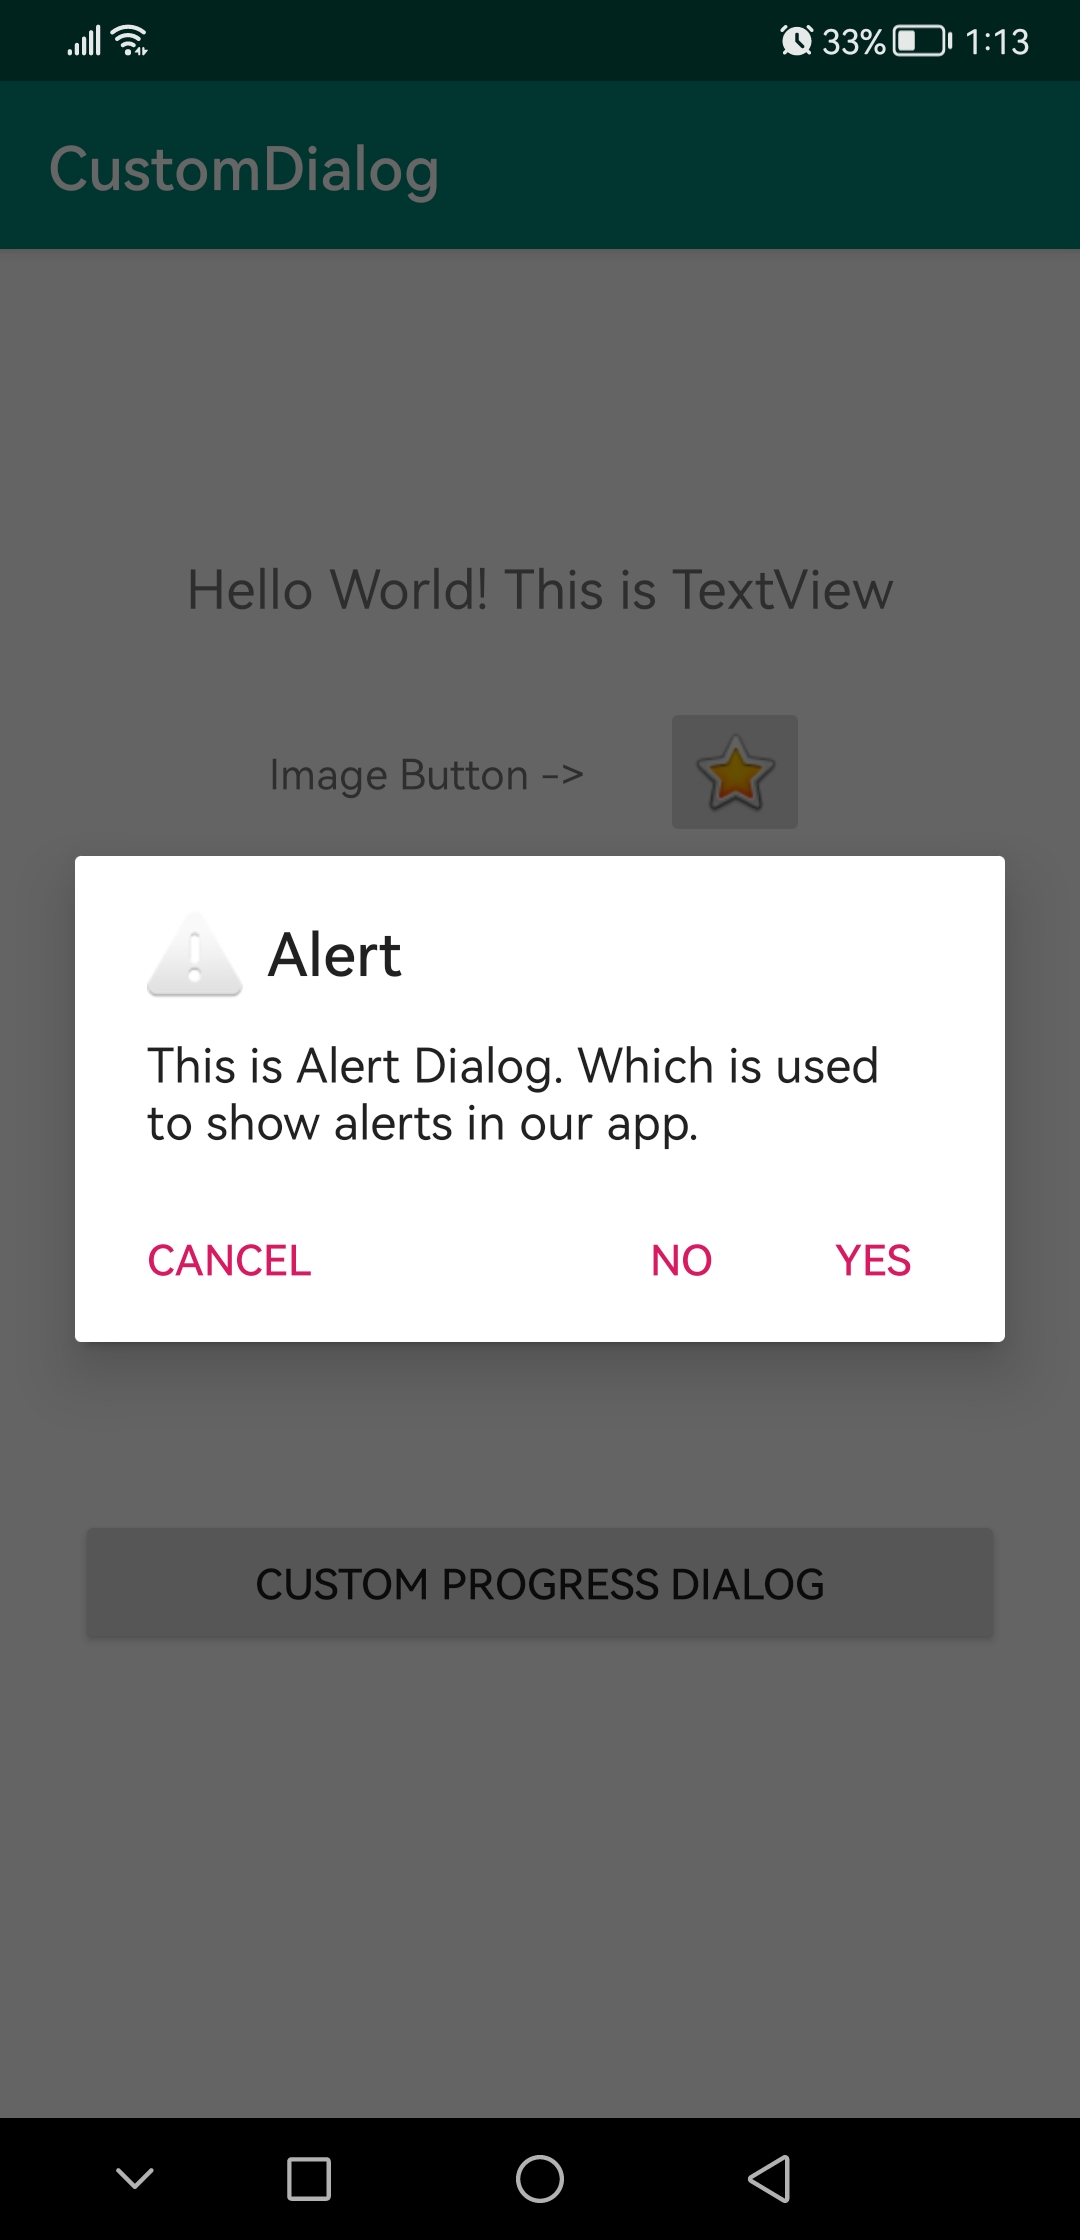 33% 1:13
CustomDialog
Hello World! This is TextView
Image Button ->
Alert
This is Alert Dialog. Which is used
to show alerts in our app.
CANCEL NO YES
CUSTOM PROGRESS DIALOG